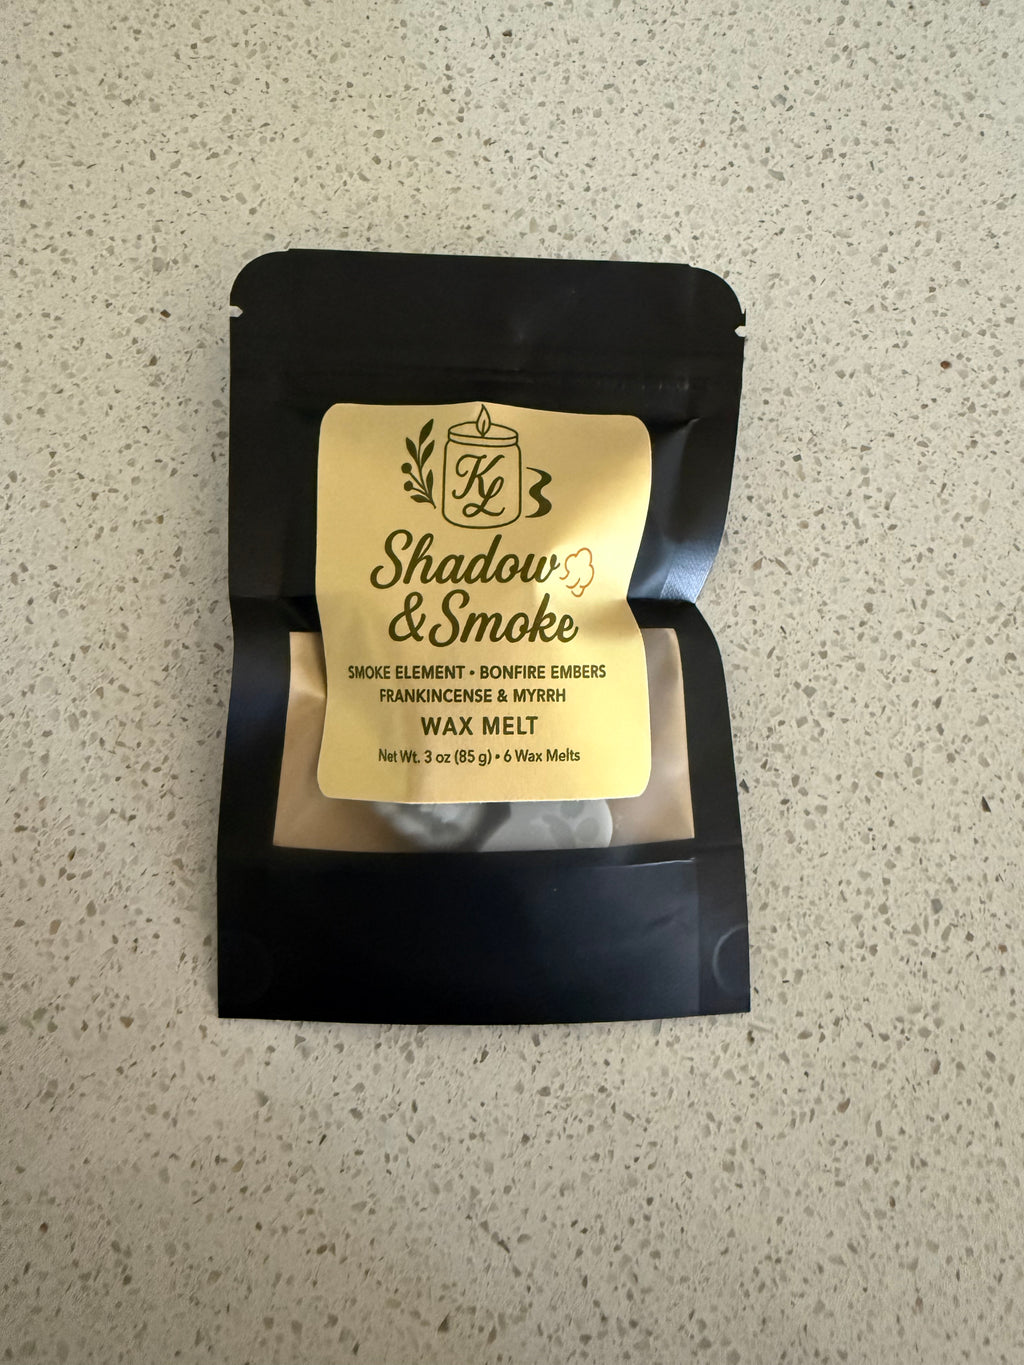 KL
Shadow
& Smoke
SMOKE ELEMENT • BONFIRE EMBERS
FRANKINCENSE & MYRRH
WAX MELT
Net Wt. 3 oz (85 g) • 6 Wax Melts